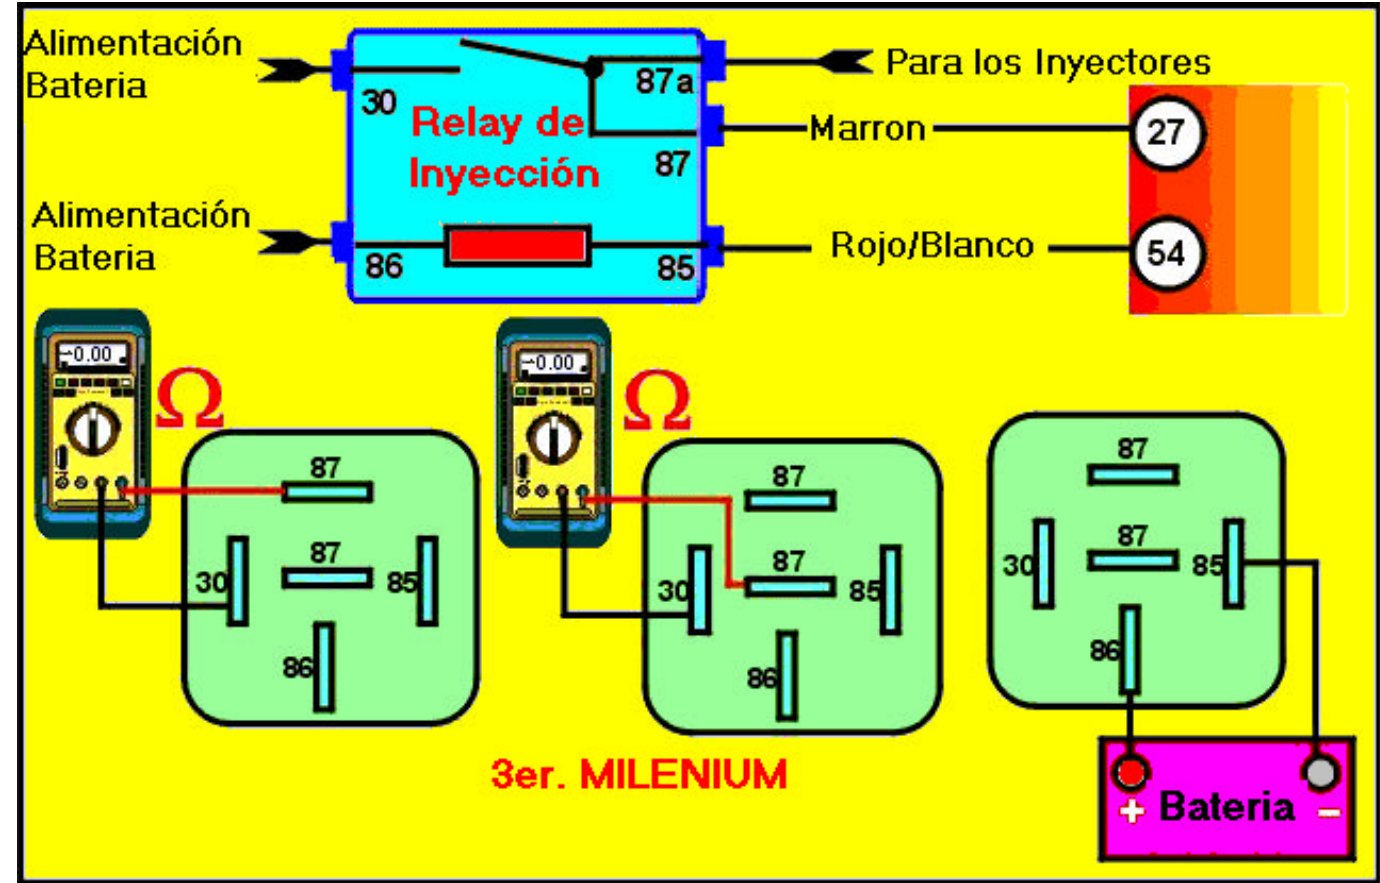 Alimentación
Bateria
30
Relay de
Inyección
87a
87
Para los Inyectores
Marron
27
Alimentación
Bateria
86
85
Rojo/Blanco
54
-0.00
Ω
87
30
87
85
86
-0.00
Ω
87
30
87
85
86
87
30
87
85
86
3er. MILENIUM
+ Bateria -